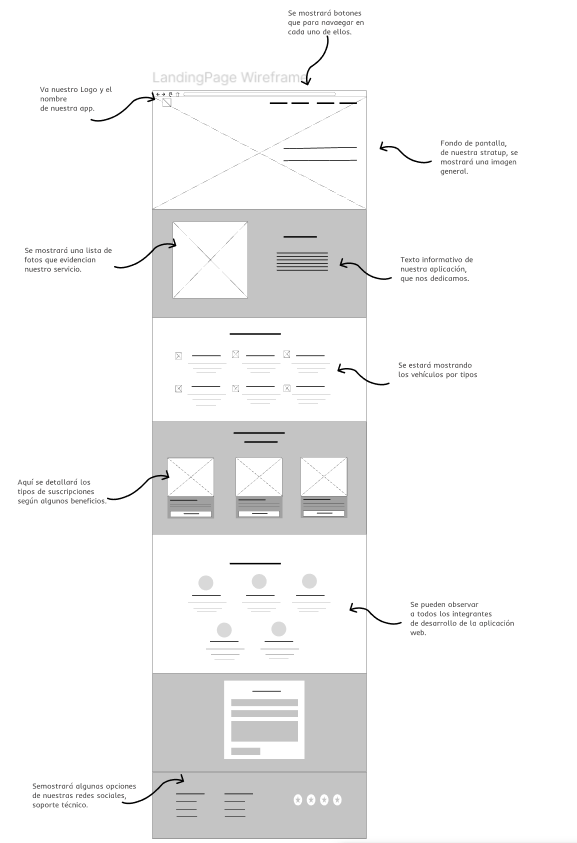 Se mostrará botones
que para navaegar en
cada uno de ellos.
LandingPage Wireframe
Va nuestro Logo y el
nombre
de nuestra app.
Fondo de pantalla,
de nuestra stratup, se
mostrará una imagen
general.
Se mostrará una lista de
fotos que evidencian
nuestro servicio.
Texto informativo de
nuestra aplicación,
que nos dedicamos.
Se estará mostrando
los vehículos por tipos
Aquí se detallará los
tipos de suscripciones
según algunos beneficios.
Se pueden observar
a todos los integrantes
de desarrollo de la aplicación
web.
Semostrará algunas opciones
de nuestras redes sociales,
soporte técnico.